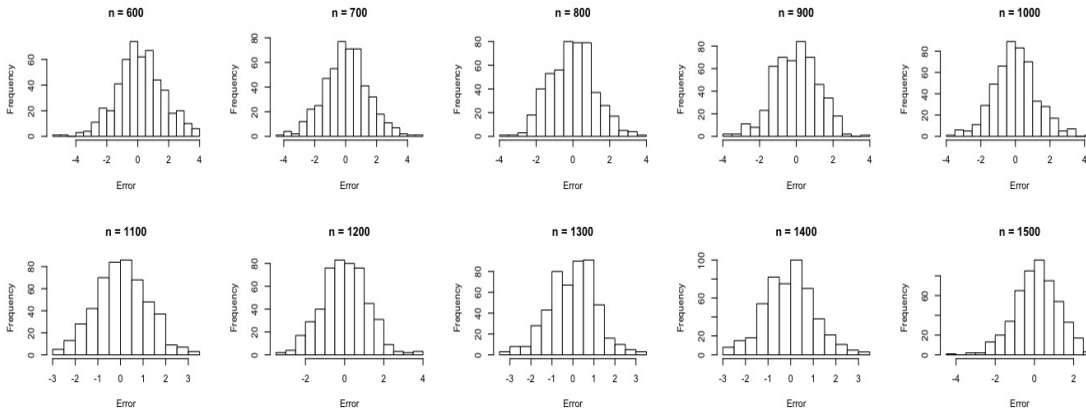 n = 600
n = 700
n = 800
n = 900
n = 1000
Frequency
0 20 40 60
-4 -2 0 2 4
Error
Frequency
0 20 40 60 80
-4 -2 0 2 4
Error
Frequency
0 20 40 60 80
-4 -2 0 2 4
Error
Frequency
0 20 40 60 80
-4 -2 0 2 4
Error
Frequency
0 20 40 60 80
-4 -2 0 2 4
Error
n = 1100
n = 1200
n = 1300
n = 1400
n = 1500
Frequency
0 20 40 60 80
-3 -2 -1 0 1 2 3
Error
Frequency
0 20 40 60 80
-2 0 2 4
Error
Frequency
0 20 40 60 80
-3 -2 -1 0 1 2 3
Error
Frequency
0 20 60 80 100
-3 -2 -1 0 1 2 3
Error
Frequency
0 20 60
-4 -2 0 2
Error